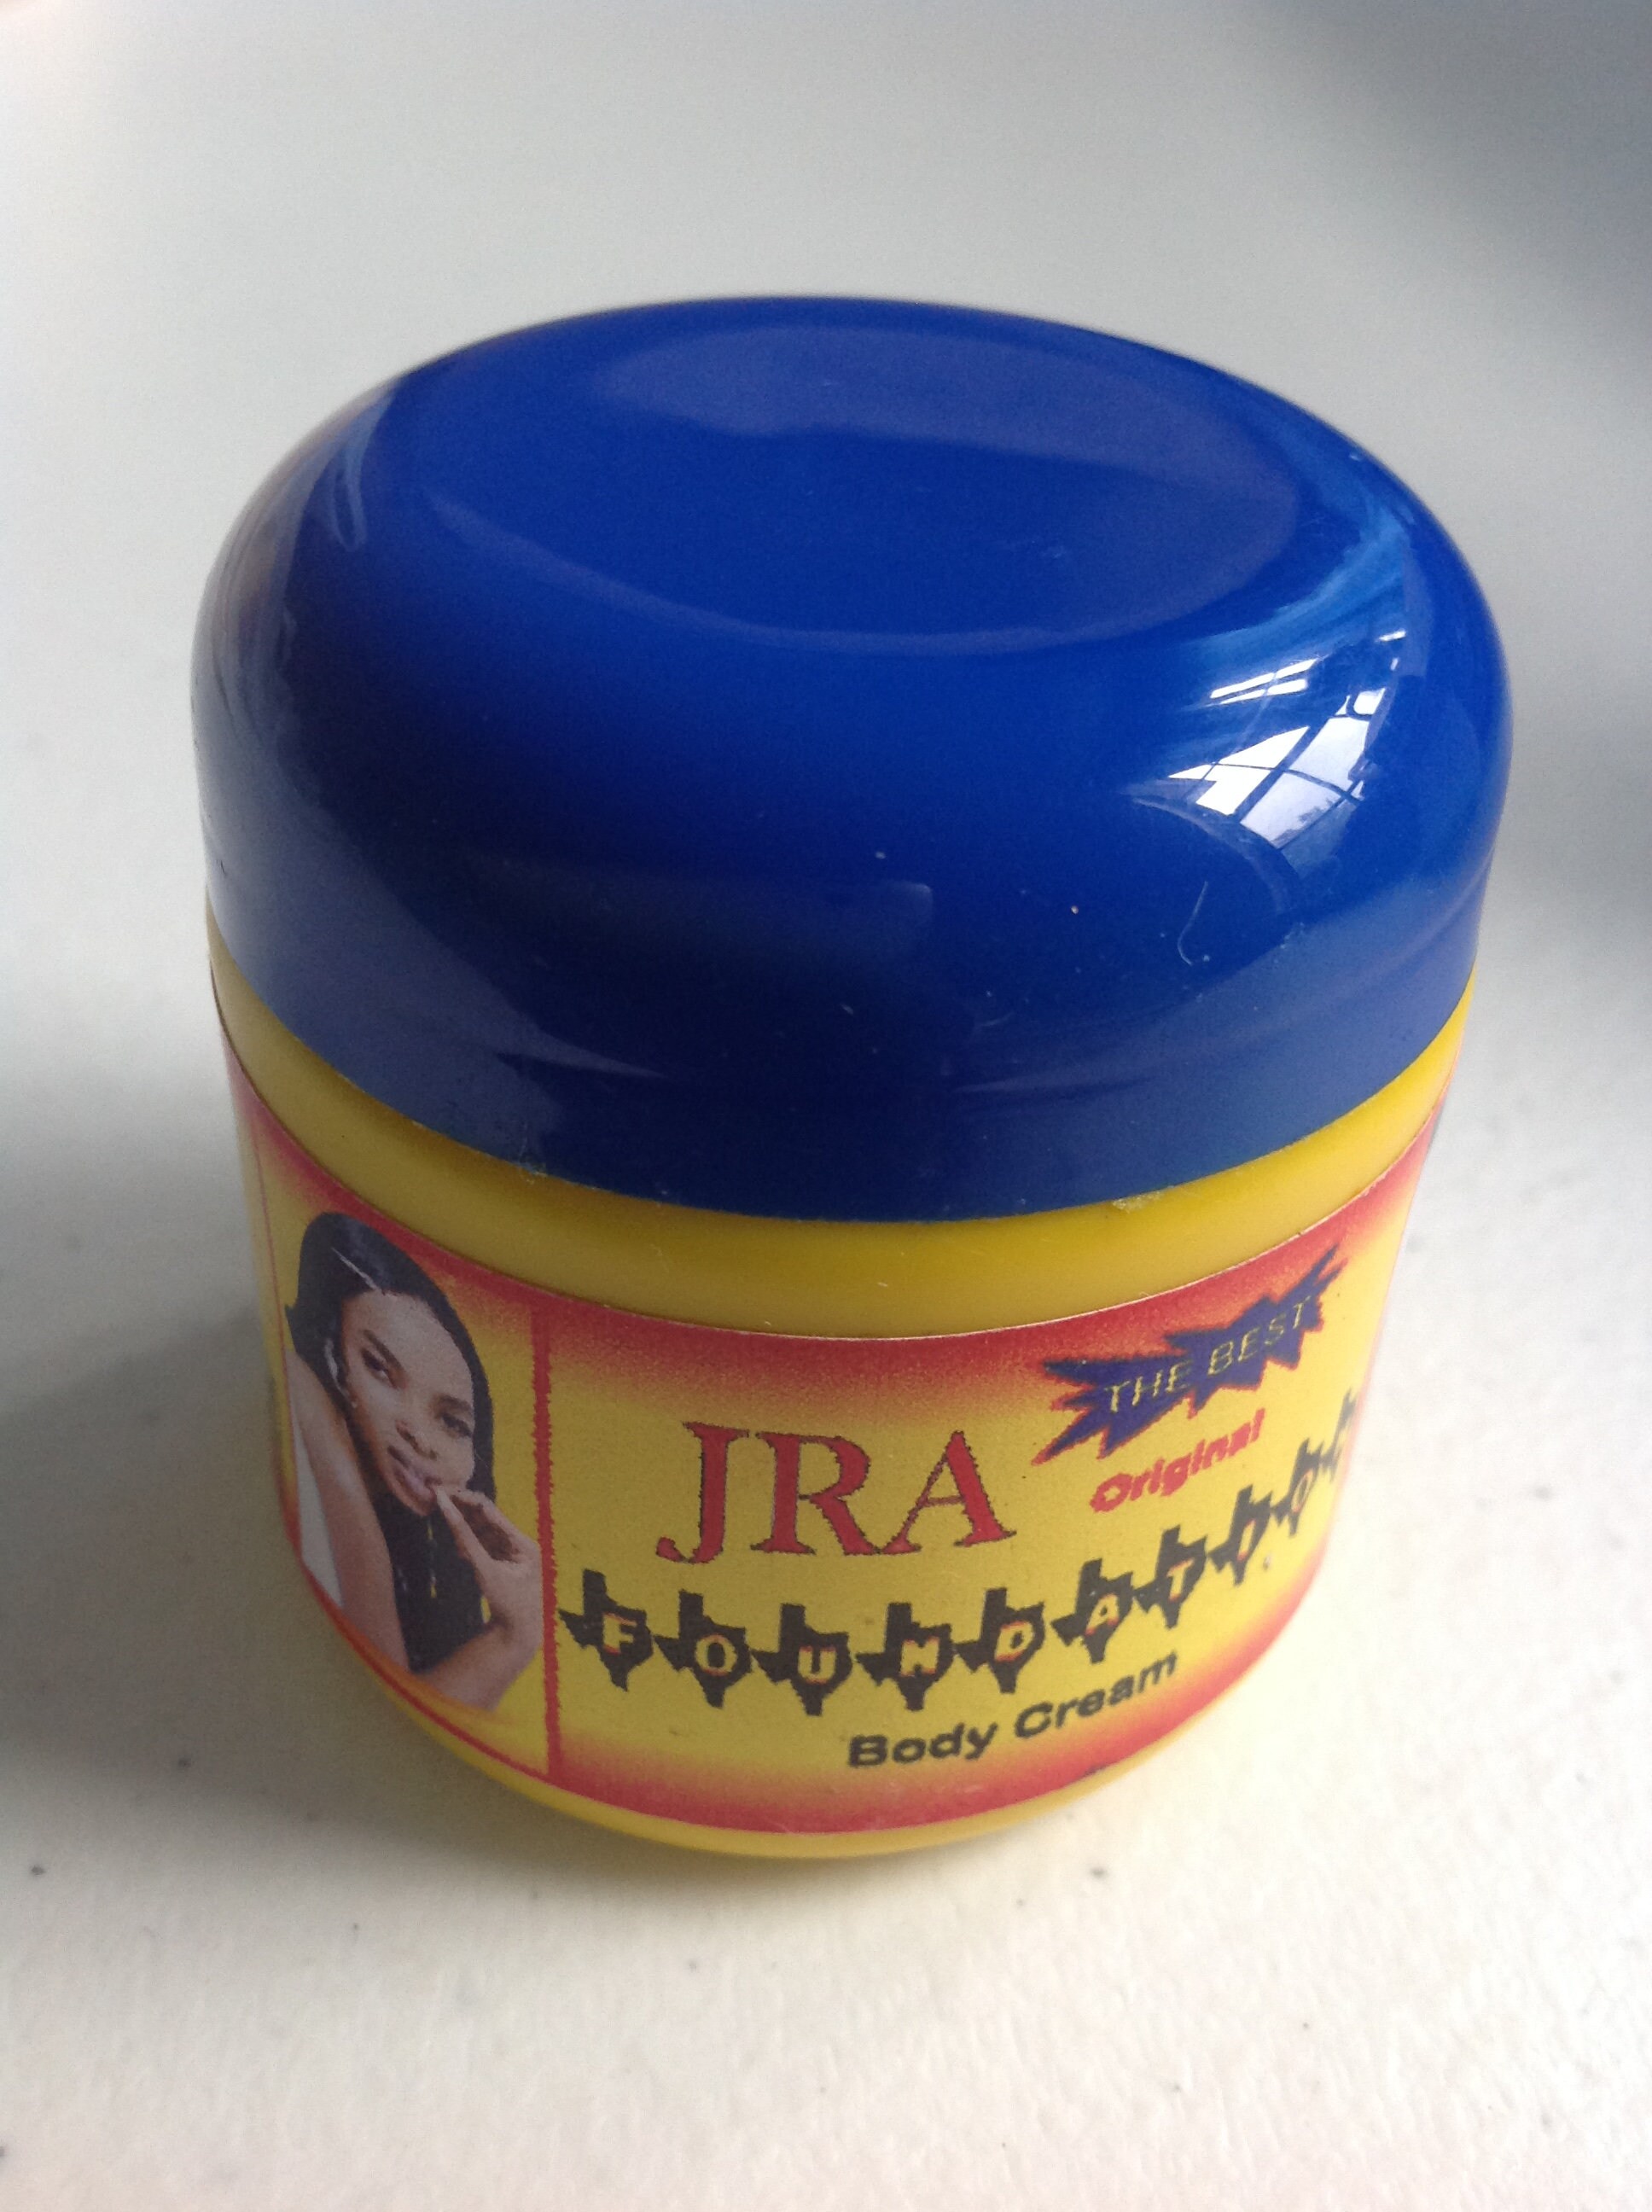 THE BEST
JRA
Original
FOUNDATION
Body Cream